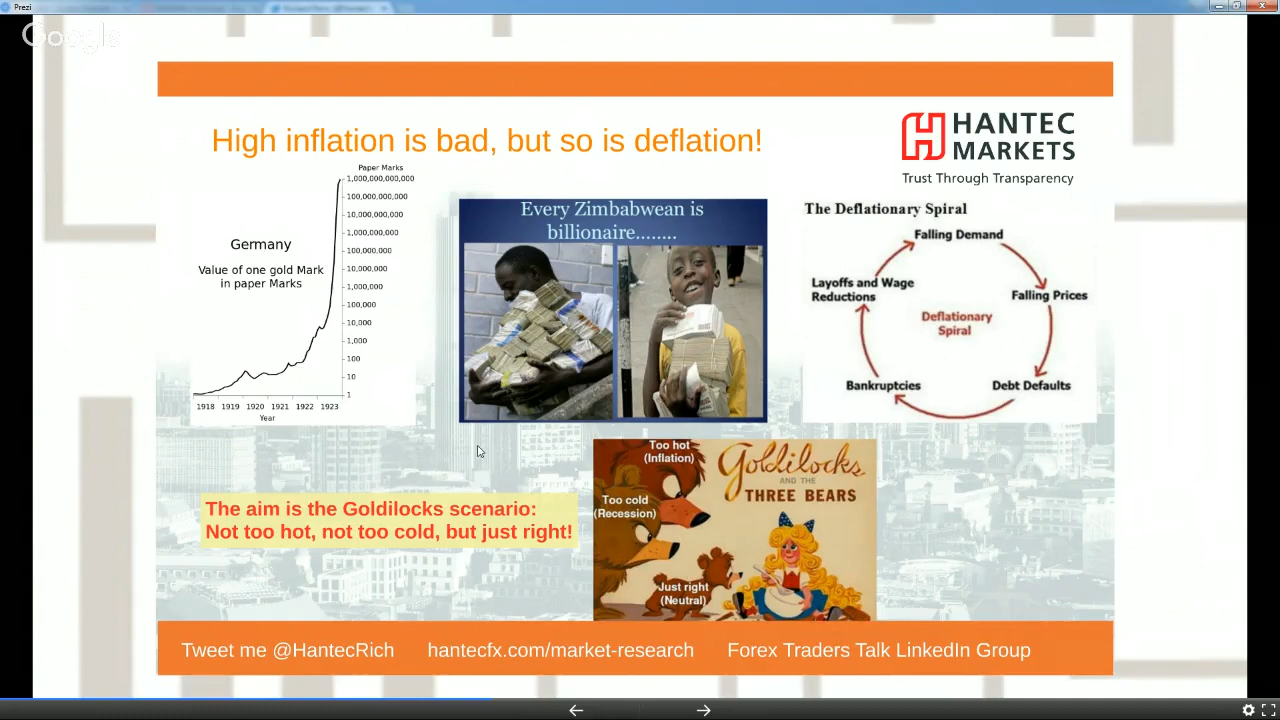 Prezi
Google
High inflation is bad, but so is deflation!
HANTEC
MARKETS
Trust Through Transparency
Paper Marks
1,000,000,000,000
100,000,000,000
10,000,000,000
1,000,000,000
100,000,000
10,000,000
1,000,000
100,000
10,000
1,000
100
10
1
Germany
Value of one gold Mark
in paper Marks
1918 1919 1920 1921 1922 1923
Year
Every Zimbabwean is
billionaire........
The Deflationary Spiral
Falling Demand
Falling Prices
Debt Defaults
Bankruptcies
Layoffs and Wage
Reductions
Deflationary
Spiral
The aim is the Goldilocks scenario:
Not too hot, not too cold, but just right!
Too hot
(Inflation)
Too cold
(Recession)
Just right
(Neutral)
Goldilocks
AND THE
THREE BEARS
Tweet me @HantecRich hantecfx.com/market-research Forex Traders Talk LinkedIn Group